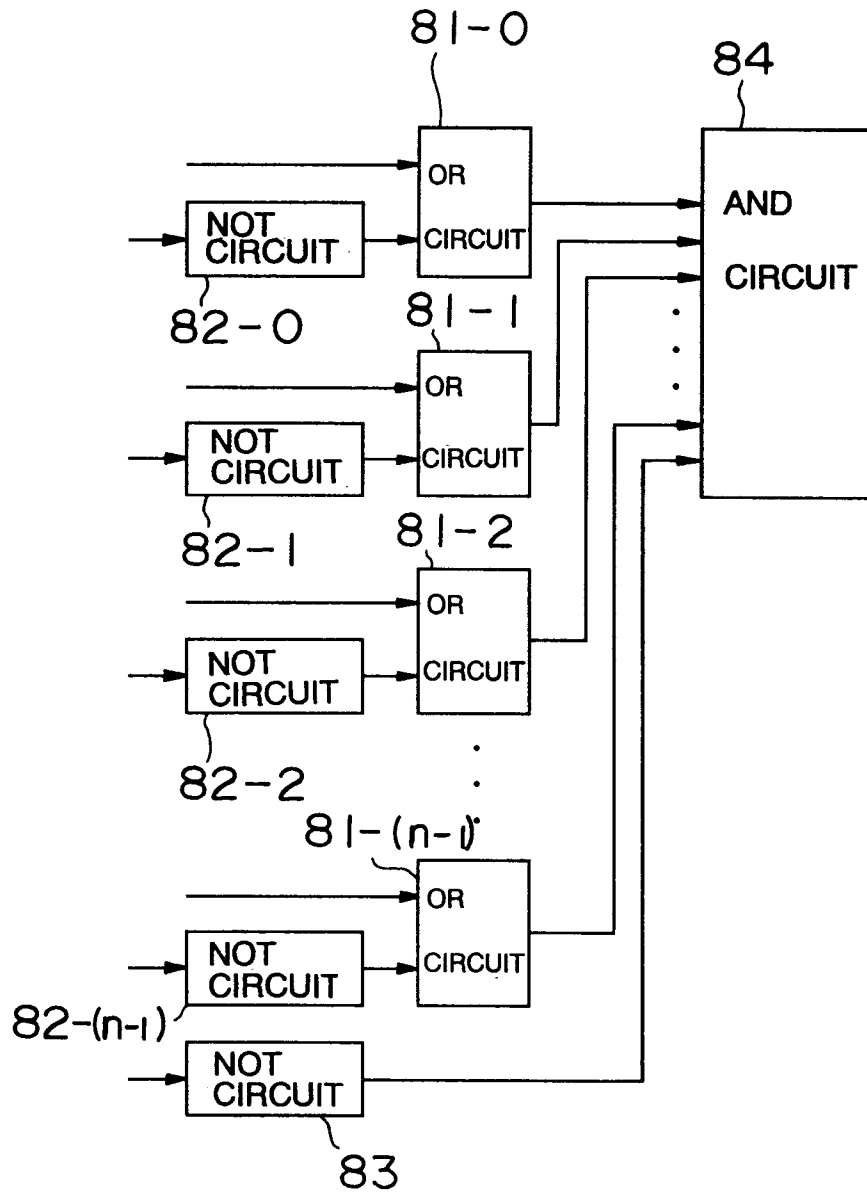 81-0
84
OR
CIRCUIT
AND
CIRCUIT
NOT
CIRCUIT
82-0
81-1
OR
CIRCUIT
NOT
CIRCUIT
82-1
81-2
OR
CIRCUIT
NOT
CIRCUIT
82-2
81-(n-1)
OR
CIRCUIT
NOT
CIRCUIT
82-(n-1)
NOT
CIRCUIT
83